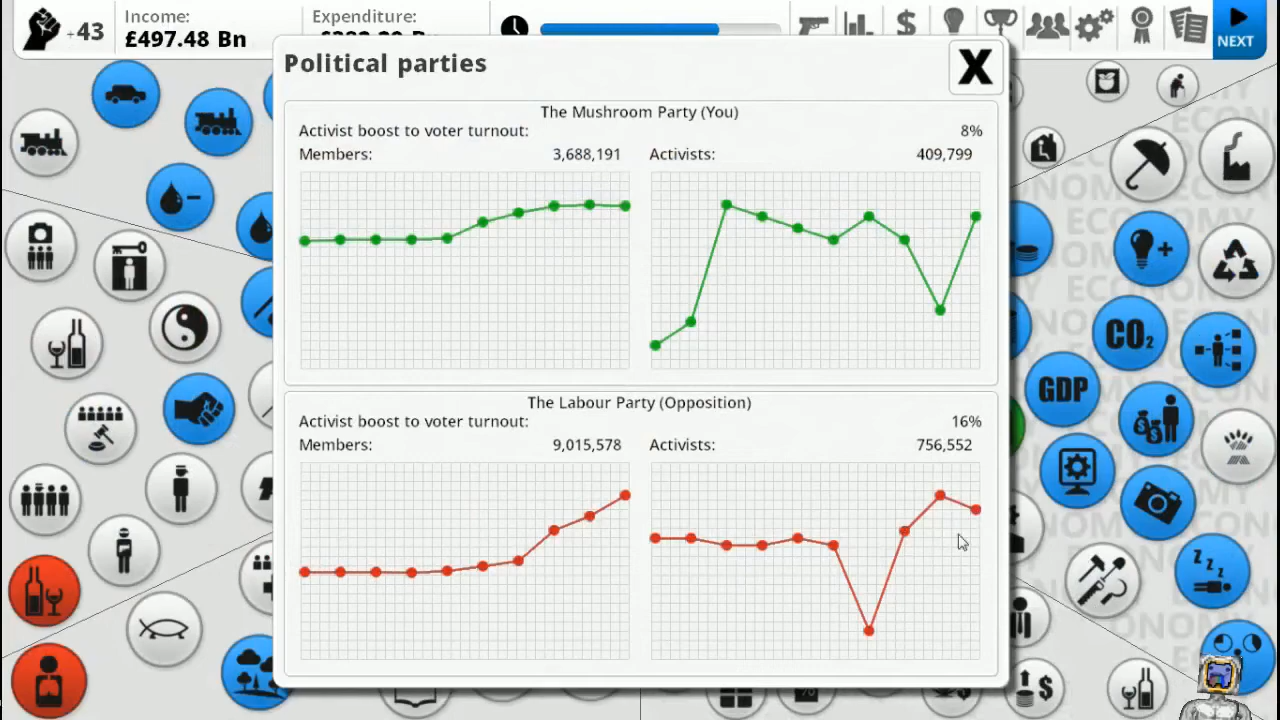 +43
Income:
£497.48 Bn
Expenditure:
NEXT
Political parties
X
The Mushroom Party (You)
Activist boost to voter turnout: 8%
Members: 3,688,191 Activists: 409,799
The Labour Party (Opposition)
Activist boost to voter turnout: 16%
Members: 9,015,578 Activists: 756,552
CO₂
GDP
Z Z Z
$